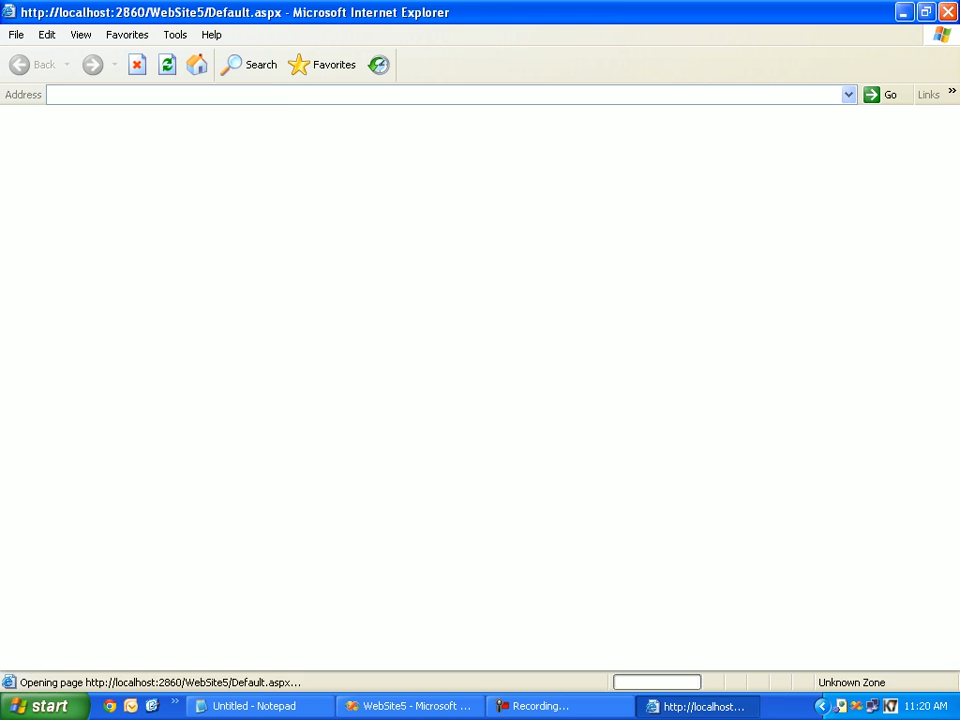 http://localhost:2860/WebSite5/Default.aspx - Microsoft Internet Explorer
File Edit View Favorites Tools Help
Back Search Favorites
Address Go Links »
Opening page http://localhost:2860/WebSite5/Default.aspx... Unknown Zone
start » Untitled - Notepad WebSite5 - Microsoft ... Recording... http://localhost... 11:20 AM